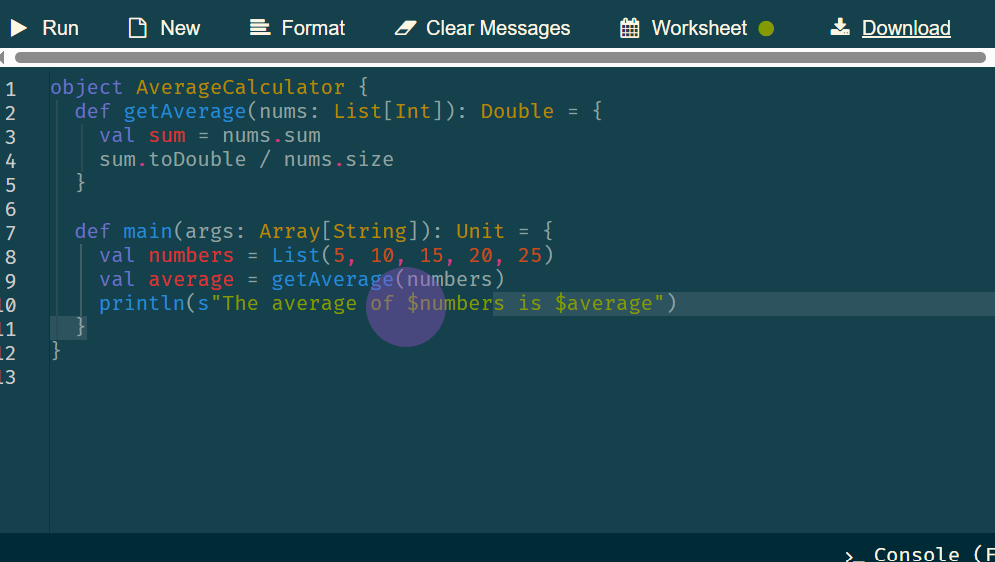 Run New Format Clear Messages Worksheet Download
1 object AverageCalculator {
2 def getAverage(nums: List[Int]): Double = {
3 val sum = nums.sum
4 sum.toDouble / nums.size
5 }
6
7 def main(args: Array[String]): Unit = {
8 val numbers = List(5, 10, 15, 20, 25)
9 val average = getAverage(numbers)
10 println(s"The average of $numbers is $average")
11 }
12 }
13
>_ Console (F